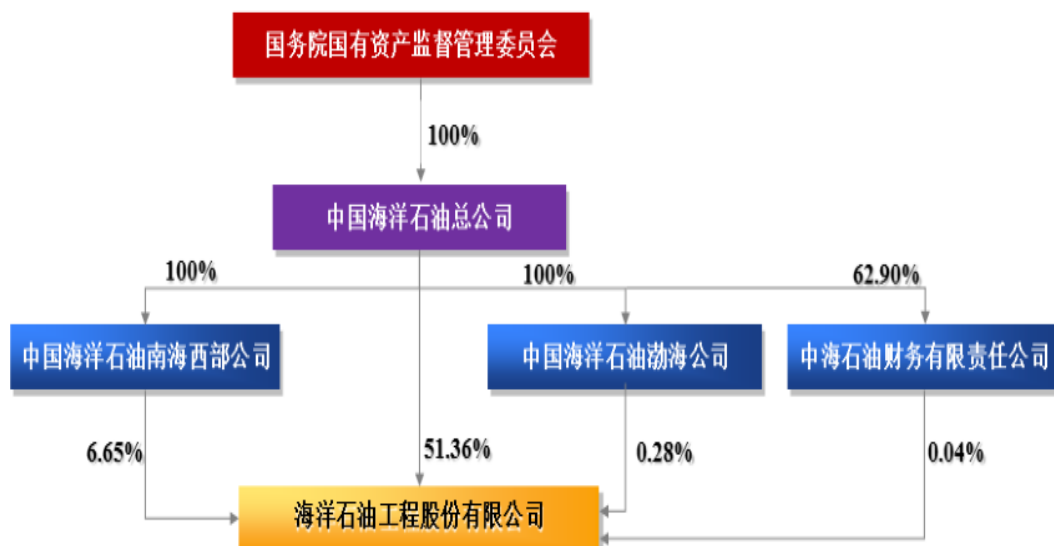 国务院国有资产监督管理委员会
100%
中国海洋石油总公司
100%
100%
62.90%
中国海洋石油南海西部公司
中国海洋石油渤海公司
中海石油财务有限责任公司
6.65%
51.36%
0.28%
0.04%
海洋石油工程股份有限公司